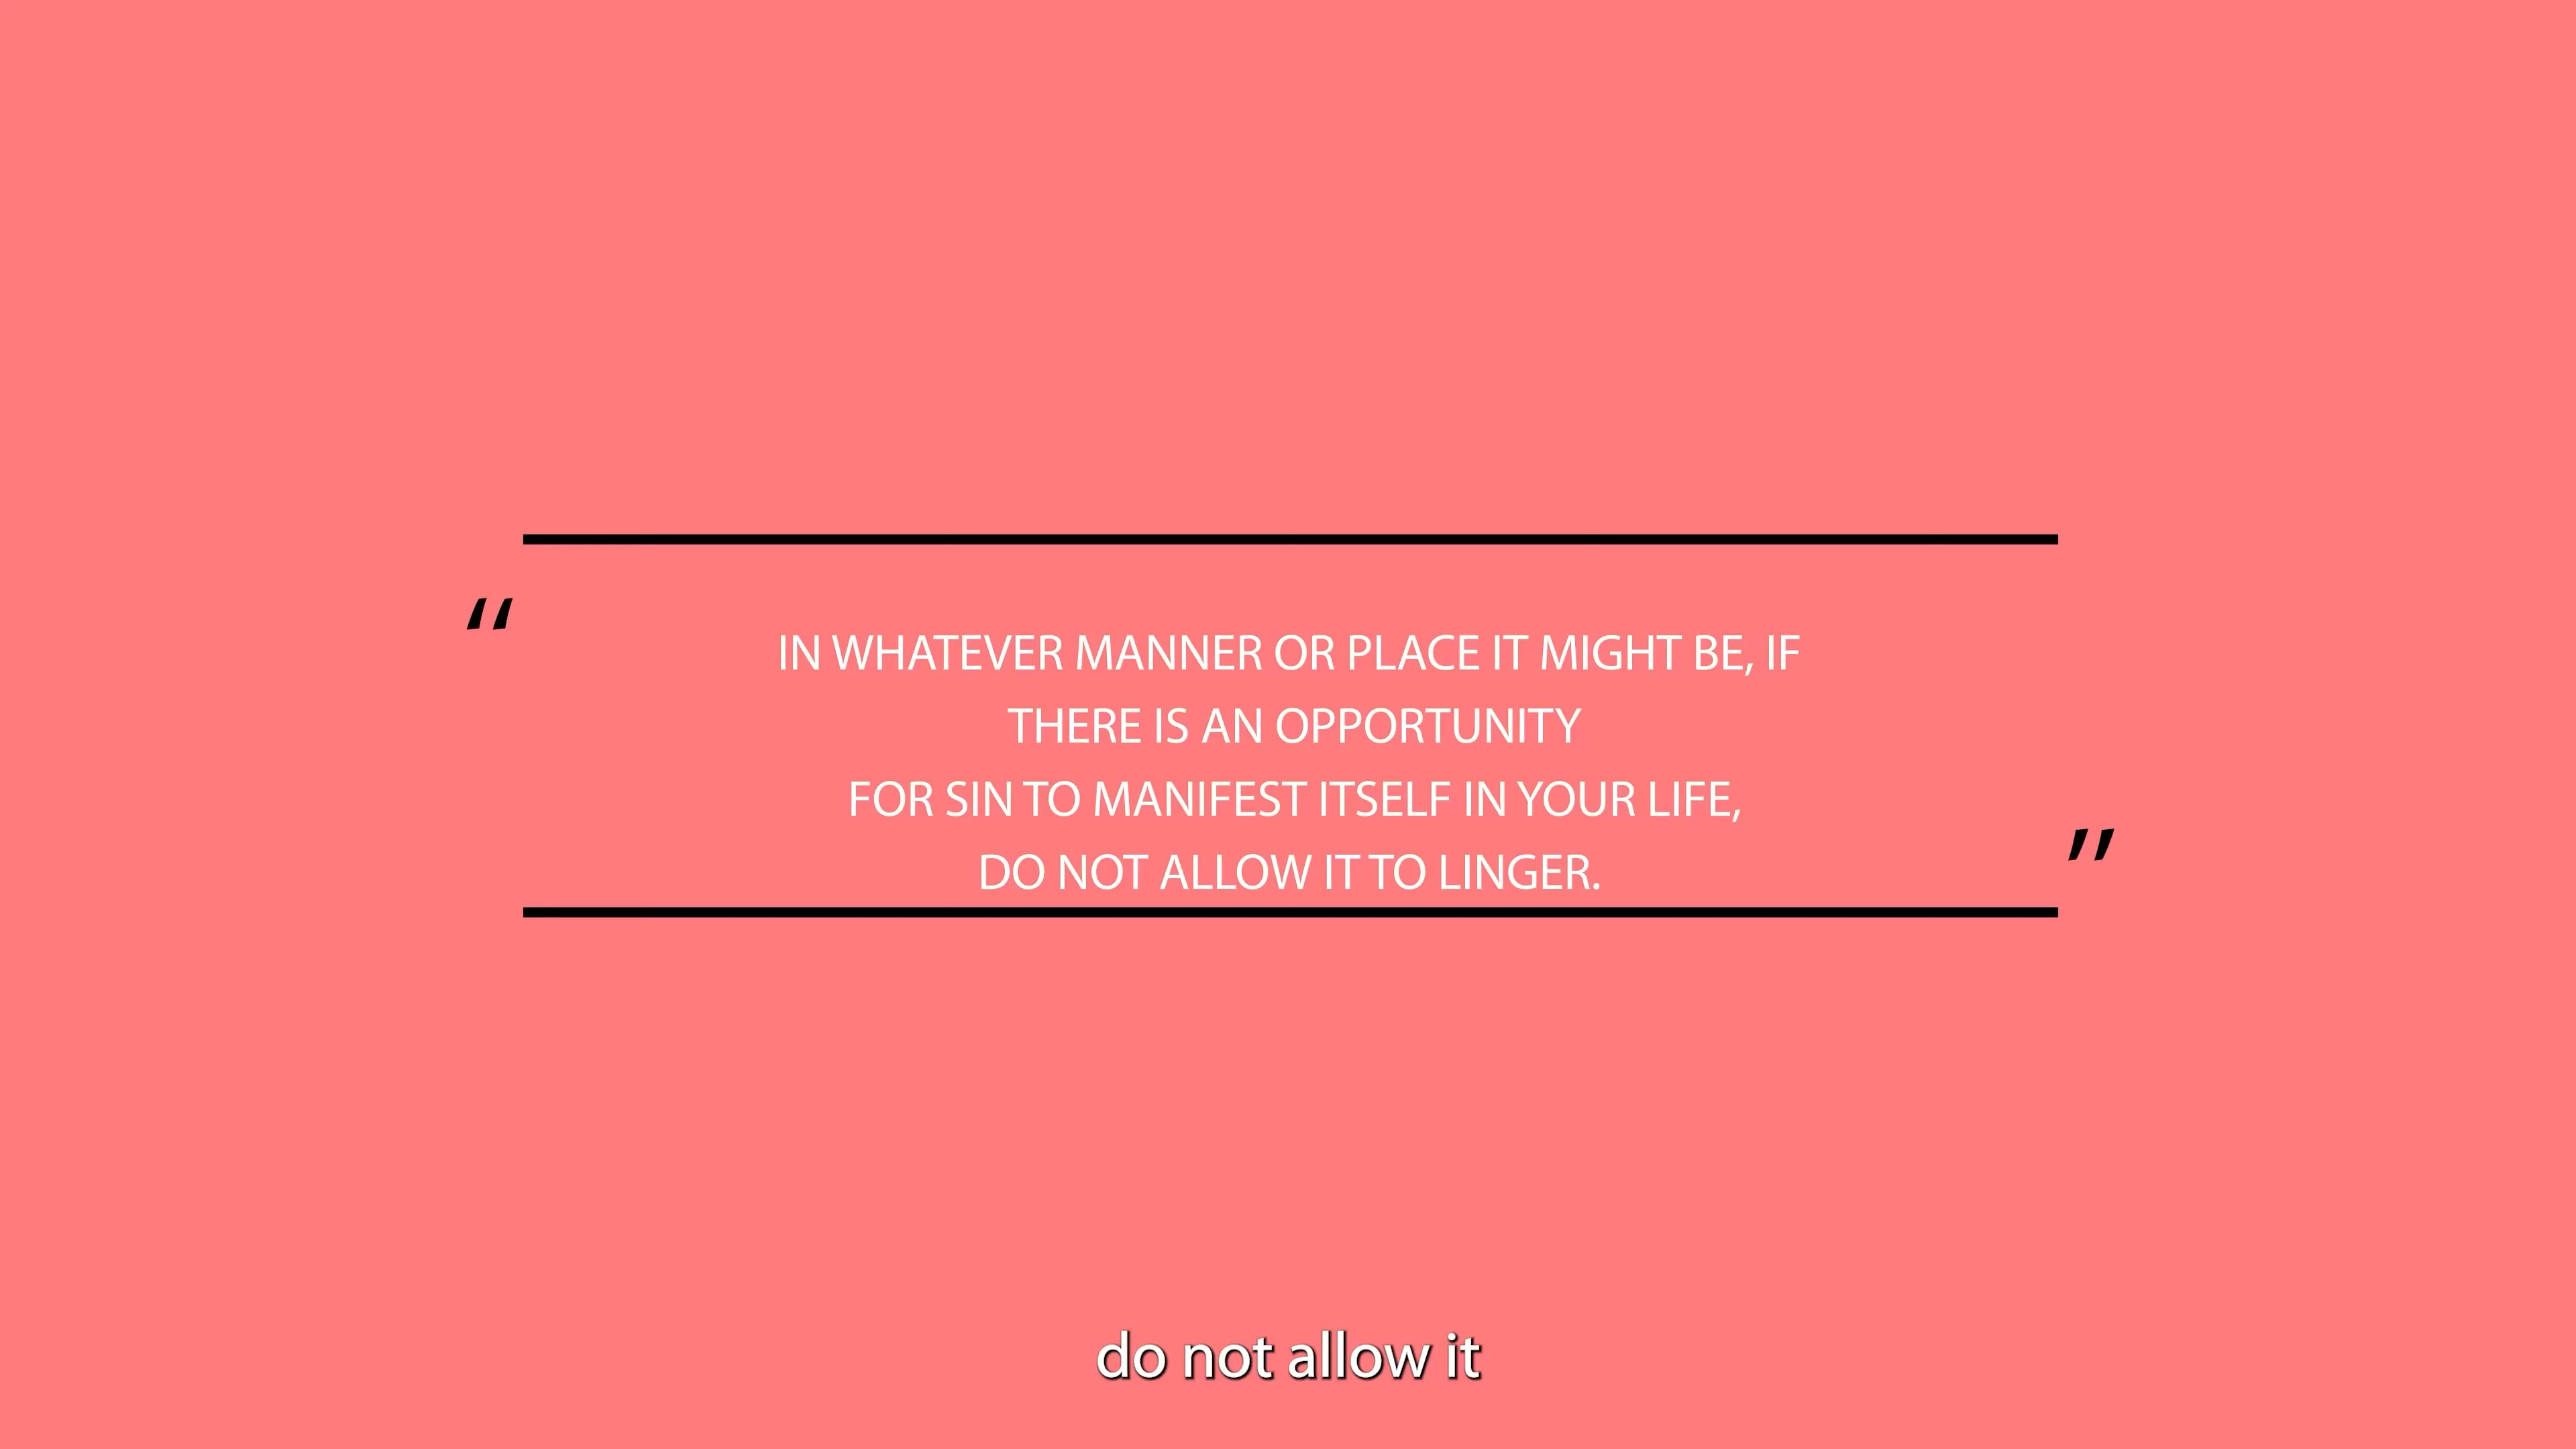 “
IN WHATEVER MANNER OR PLACE IT MIGHT BE, IF
THERE IS AN OPPORTUNITY
FOR SIN TO MANIFEST ITSELF IN YOUR LIFE,
DO NOT ALLOW IT TO LINGER.
”
do not allow it